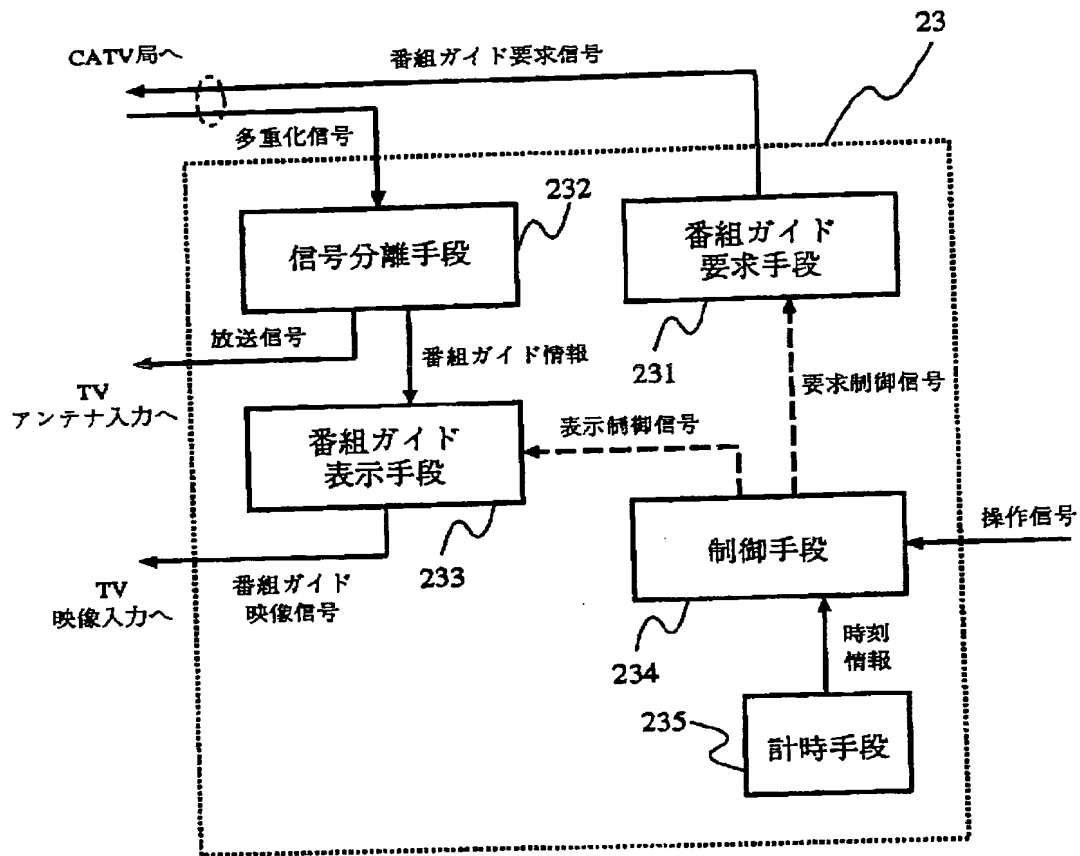 23
CATV局へ
番組ガイド要求信号
多重化信号
232
信号分離手段
番組ガイド
要求手段
231
放送信号
番組ガイド情報
TV
アンテナ入力へ
要求制御信号
表示制御信号
番組ガイド
表示手段
233
操作信号
制御手段
TV
映像入力へ
番組ガイド
映像信号
234
時刻
情報
235
計時手段